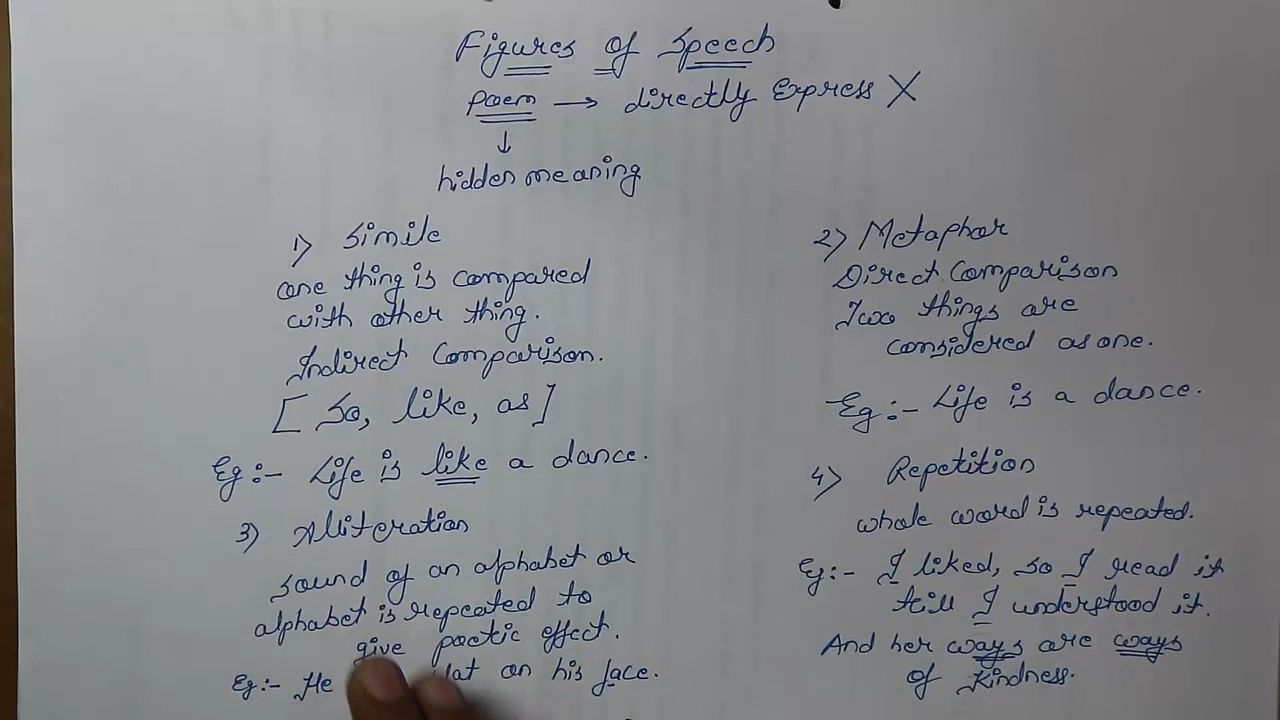 Figures of Speech
Poem → directly Express X
↓
hidden meaning
1) Simile
one thing is compared
with other thing.
Indirect Comparison.
[ So, like, as ]
Eg:- Life is like a dance.
2) Metaphor
Direct Comparison
Two things are
considered as one.
Eg:- Life is a dance.
3) Alliteration
sound of an alphabet or
alphabet is repeated to
give poetic effect.
Eg:- He lat on his face.
4) Repetition
whole word is repeated.
Eg:- I liked, so I read it
till I understood it.
And her ways are ways
of Kindness.